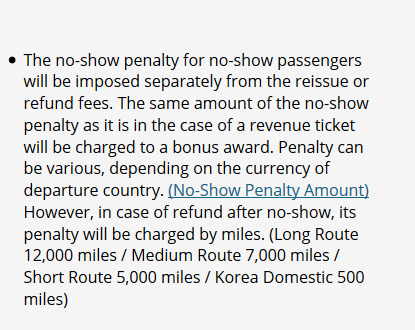 • The no-show penalty for no-show passengers
will be imposed separately from the reissue or
refund fees. The same amount of the no-show
penalty as it is in the case of a revenue ticket
will be charged to a bonus award. Penalty can
be various, depending on the currency of
departure country. (No-Show Penalty Amount)
However, in case of refund after no-show, its
penalty will be charged by miles. (Long Route
12,000 miles / Medium Route 7,000 miles /
Short Route 5,000 miles / Korea Domestic 500
miles)